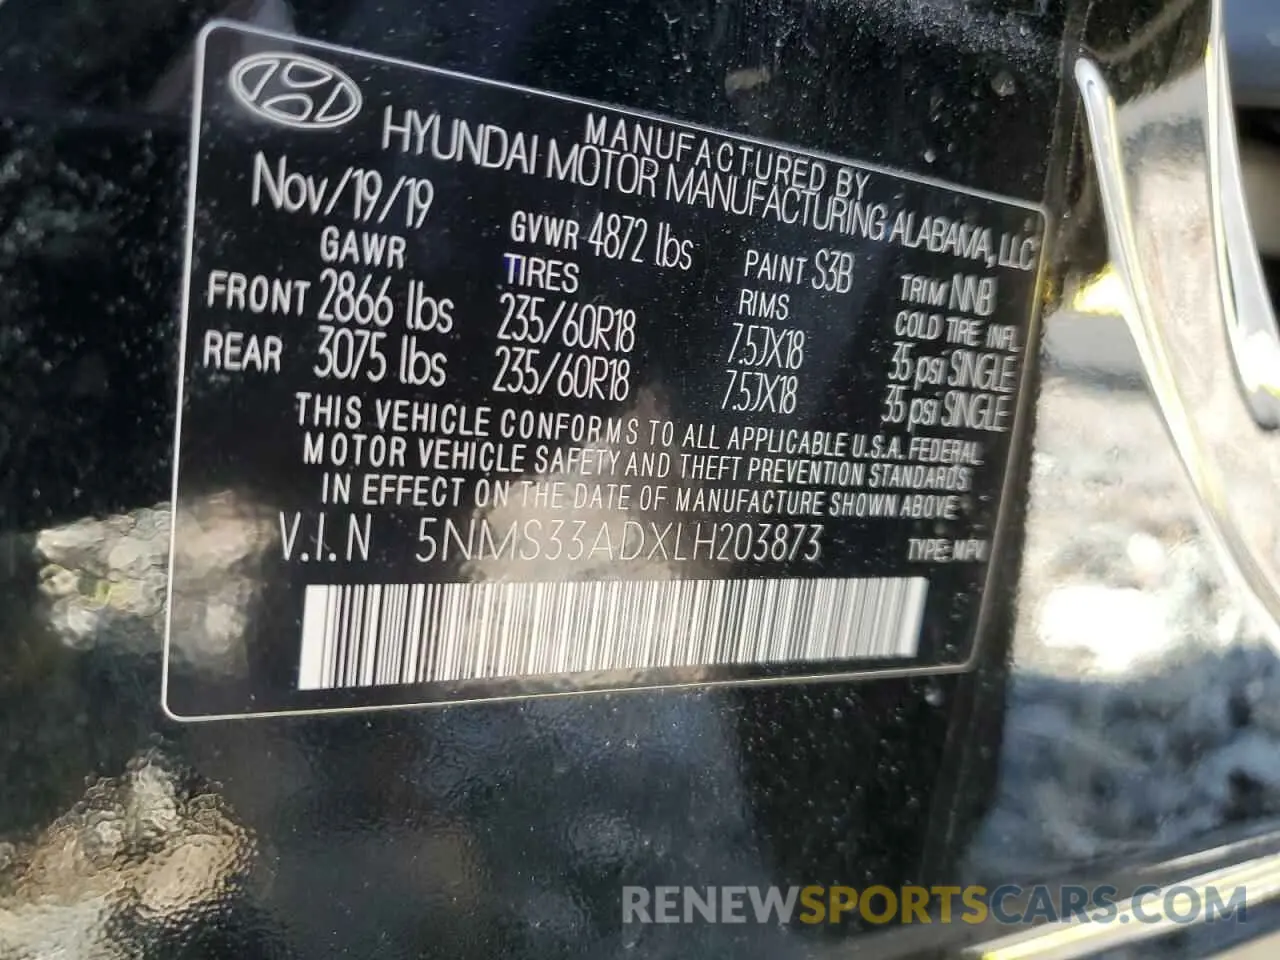 MANUFACTURED BY
HYUNDAI MOTOR MANUFACTURING ALABAMA, LLC
Nov/19/19 GVWR 4872 lbs PAINT S3B TRIM NNB
GAWR TIRES RIMS COLD TIRE INFL
FRONT 2866 lbs 235/60R18 7.5JX18 35 psi SINGLE
REAR 3075 lbs 235/60R18 7.5JX18 35 psi SINGLE
THIS VEHICLE CONFORMS TO ALL APPLICABLE U.S.A. FEDERAL
MOTOR VEHICLE SAFETY AND THEFT PREVENTION STANDARDS
IN EFFECT ON THE DATE OF MANUFACTURE SHOWN ABOVE
V.I.N 5NMS33ADXLH203873 TYPE: MPV
RENEWSPORTSCARS.COM